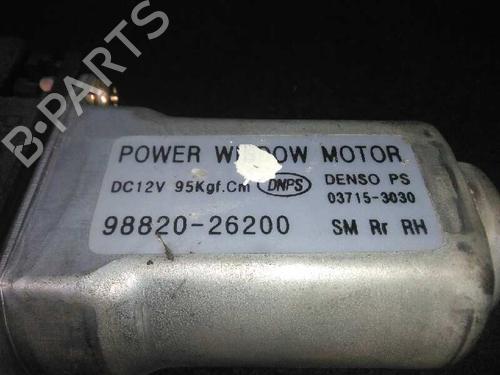 B-PARTS
POWER WINDOW MOTOR
DC12V 95Kgf.Cm DNPS DENSO PS
03715-3030
98820-26200 SM Rr RH